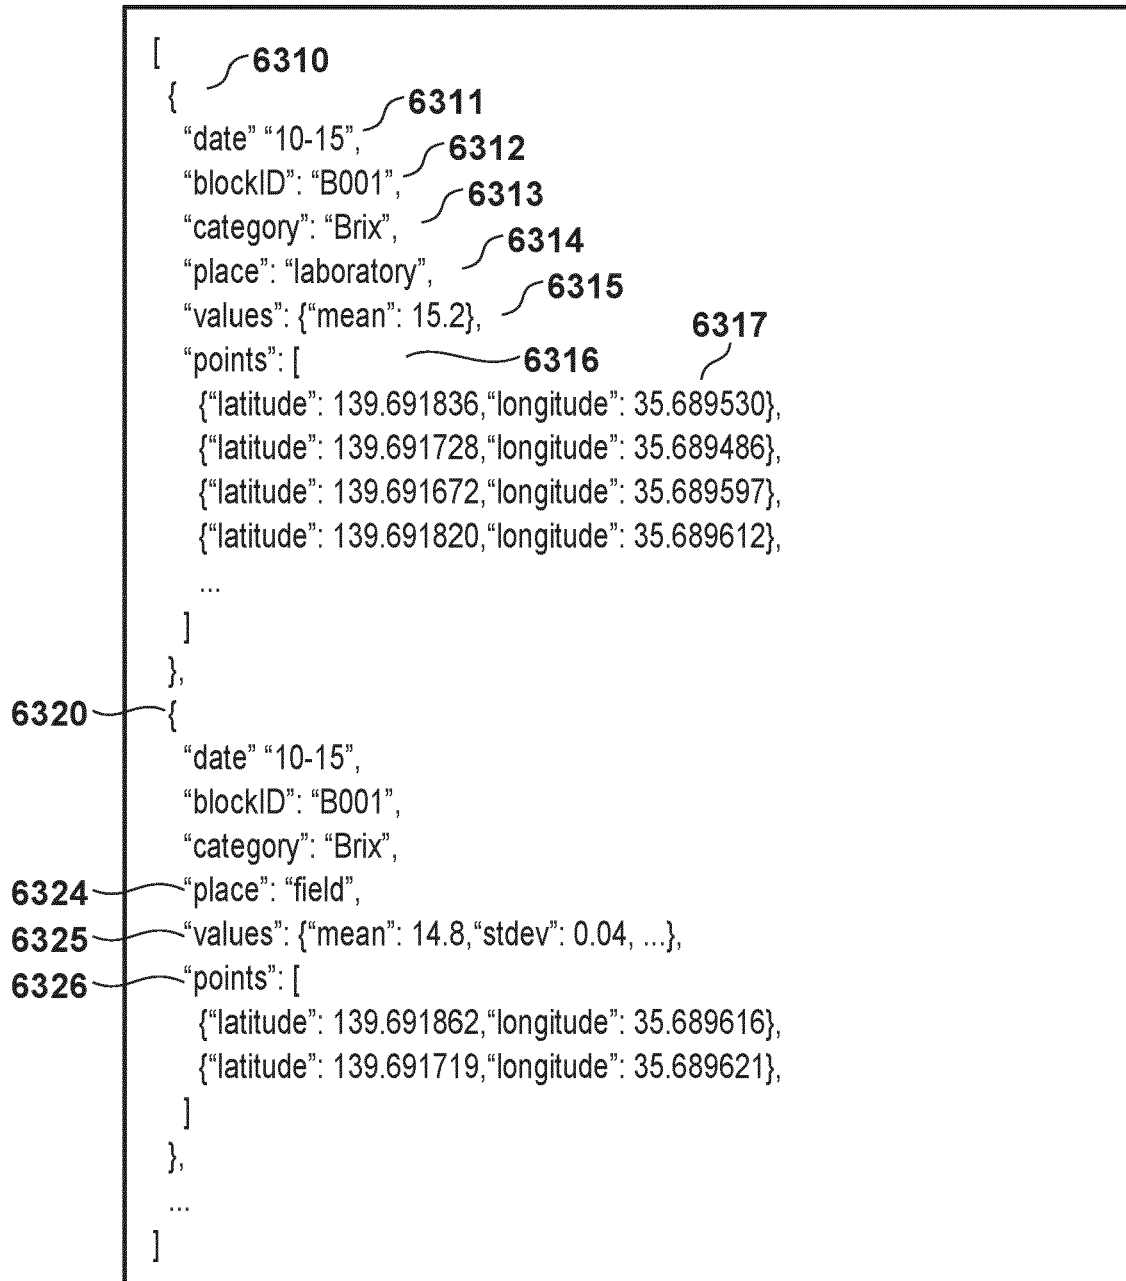 [
6310
{
6311
“date” “10-15”,
6312
“blockID”: “B001”,
6313
“category”: “Brix”,
6314
“place”: “laboratory”,
6315
“values”: {“mean”: 15.2},
6317
“points”: [ 6316
{“latitude”: 139.691836,“longitude”: 35.689530},
{“latitude”: 139.691728,“longitude”: 35.689486},
{“latitude”: 139.691672,“longitude”: 35.689597},
{“latitude”: 139.691820,“longitude”: 35.689612},
...
]
},
6320 {
“date” “10-15”,
“blockID”: “B001”,
“category”: “Brix”,
6324 “place”: “field”,
6325 “values”: {“mean”: 14.8,“stdev”: 0.04, ...},
6326 “points”: [
{“latitude”: 139.691862,“longitude”: 35.689616},
{“latitude”: 139.691719,“longitude”: 35.689621},
]
},
...
]